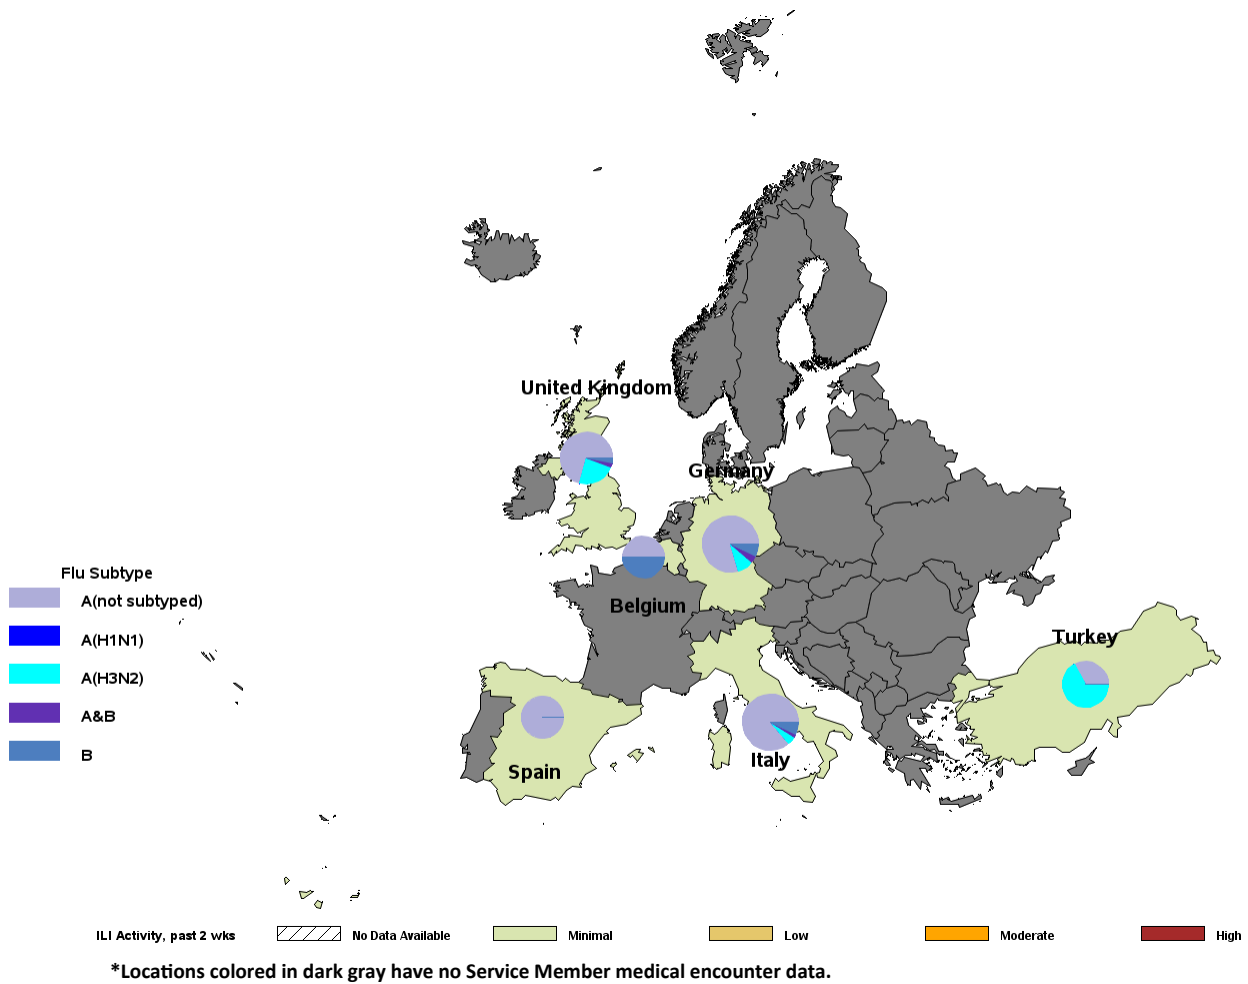 United Kingdom
Germany
Belgium
Flu Subtype
A(not subtyped)
A(H1N1)
A(H3N2)
A&B
B
Turkey
Spain
Italy
ILI Activity, past 2 wks
No Data Available
Minimal
Low
Moderate
High
*Locations colored in dark gray have no Service Member medical encounter data.